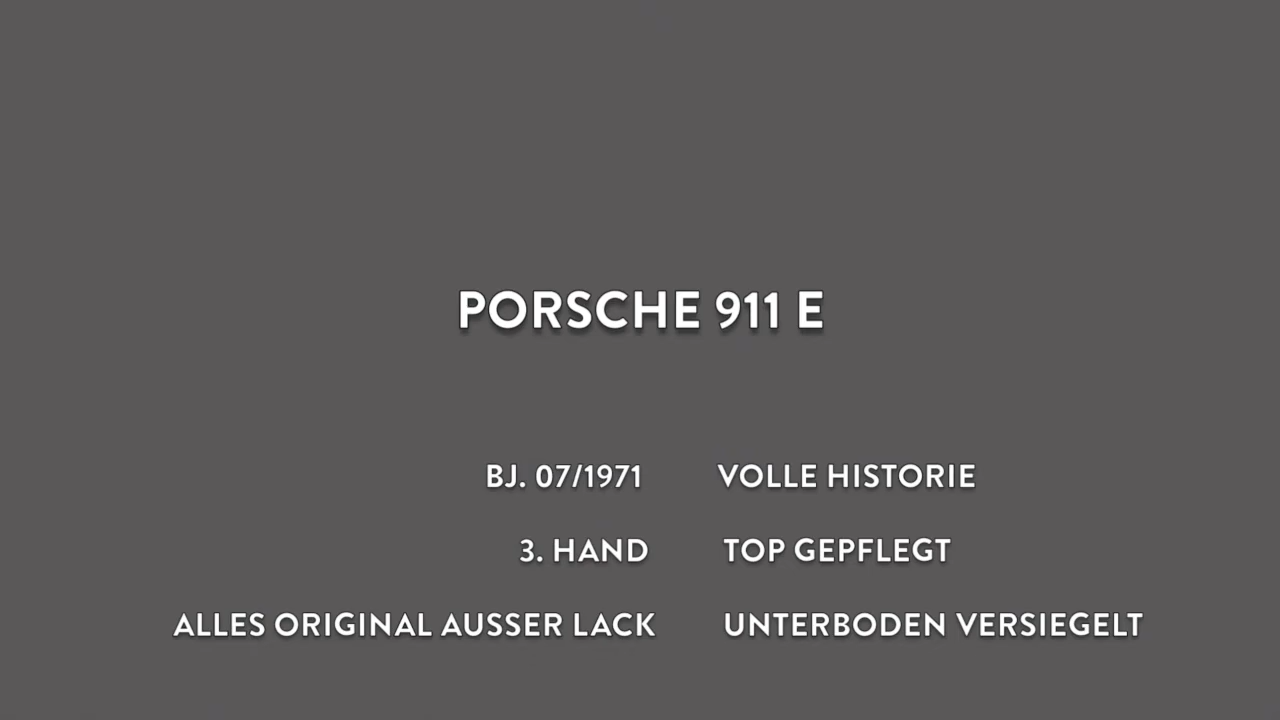 PORSCHE 911 E
BJ. 07/1971 VOLLE HISTORIE
3. HAND TOP GEPFLEGT
ALLES ORIGINAL AUSSER LACK UNTERBODEN VERSIEGELT